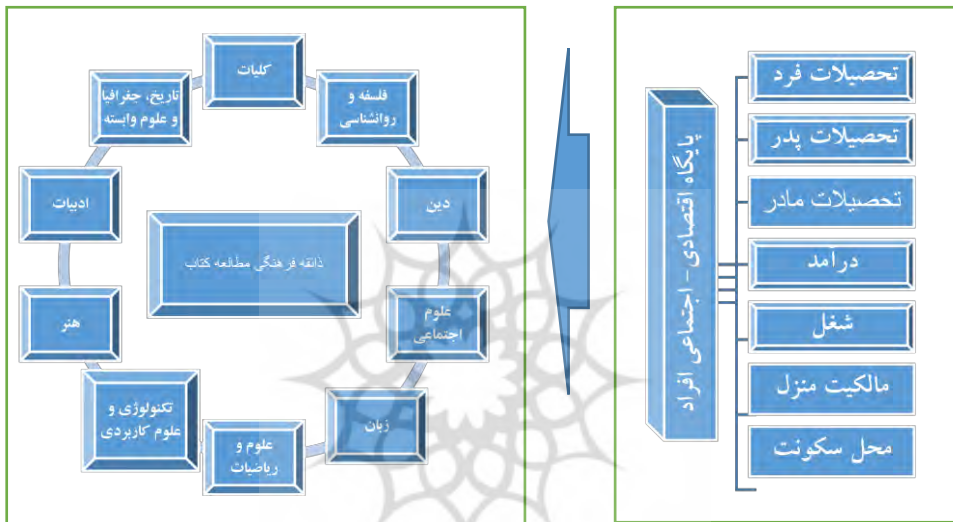 تحصیلات فرد
تحصیلات پدر
تحصیلات مادر
درآمد
شغل
مالکیت منزل
محل سکونت
پایگاه اقتصادی- اجتماعی افراد
کلیات
فلسفه و
روانشناسی
دین
علوم
اجتماعی
زبان
علوم و
ریاضیات
تکنولوژی و
علوم کاربردی
هنر
ادبیات
تاریخ، جغرافیا
و علوم وابسته
ذائقه فرهنگی مطالعه کتاب